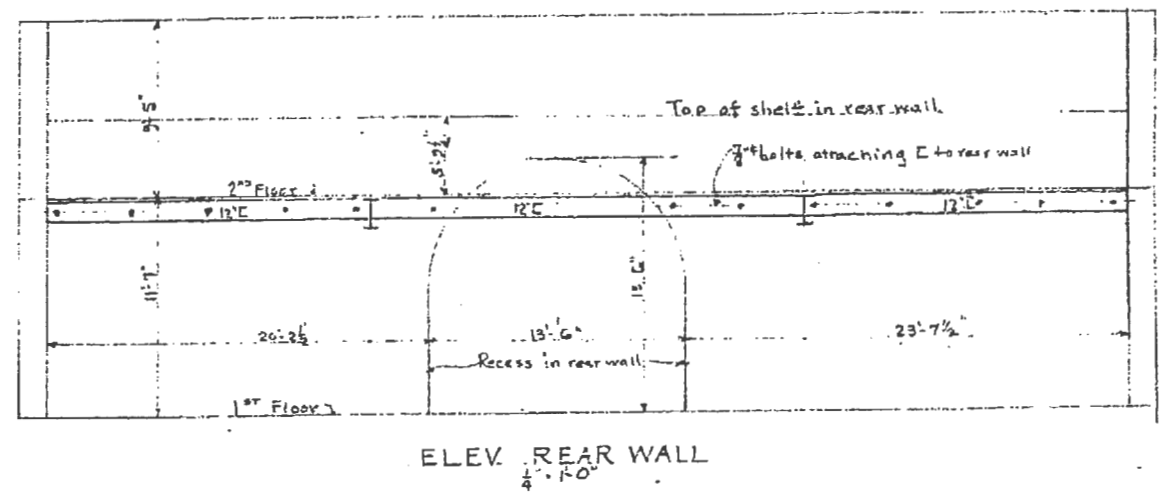 Top of shelf in rear wall
9'-5"
5'-2½"
⅞"φ bolts attaching [ to rear wall
2ND Floor
12"[
12"[
12"[
11'-7"
13'-6"
20'-2½"
13'-6"
23'-7½"
Recess in rear wall
1ST Floor
ELEV. REAR WALL
¼" = 1'-0"